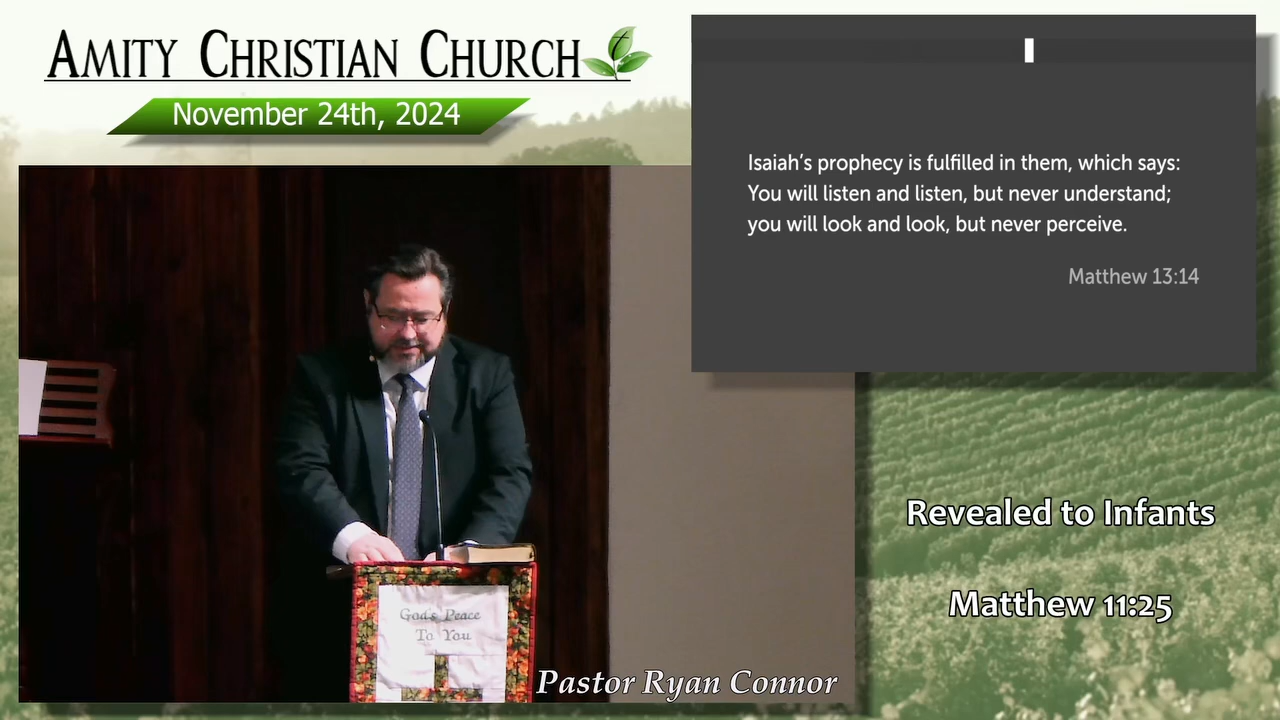 AMITY CHRISTIAN CHURCH
November 24th, 2024
Isaiah’s prophecy is fulfilled in them, which says:
You will listen and listen, but never understand;
you will look and look, but never perceive.
Matthew 13:14
God's Peace
To You
Revealed to Infants
Matthew 11:25
Pastor Ryan Connor